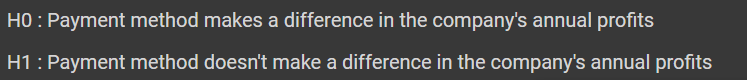 H0 : Payment method makes a difference in the company's annual profits
H1 : Payment method doesn't make a difference in the company's annual profits